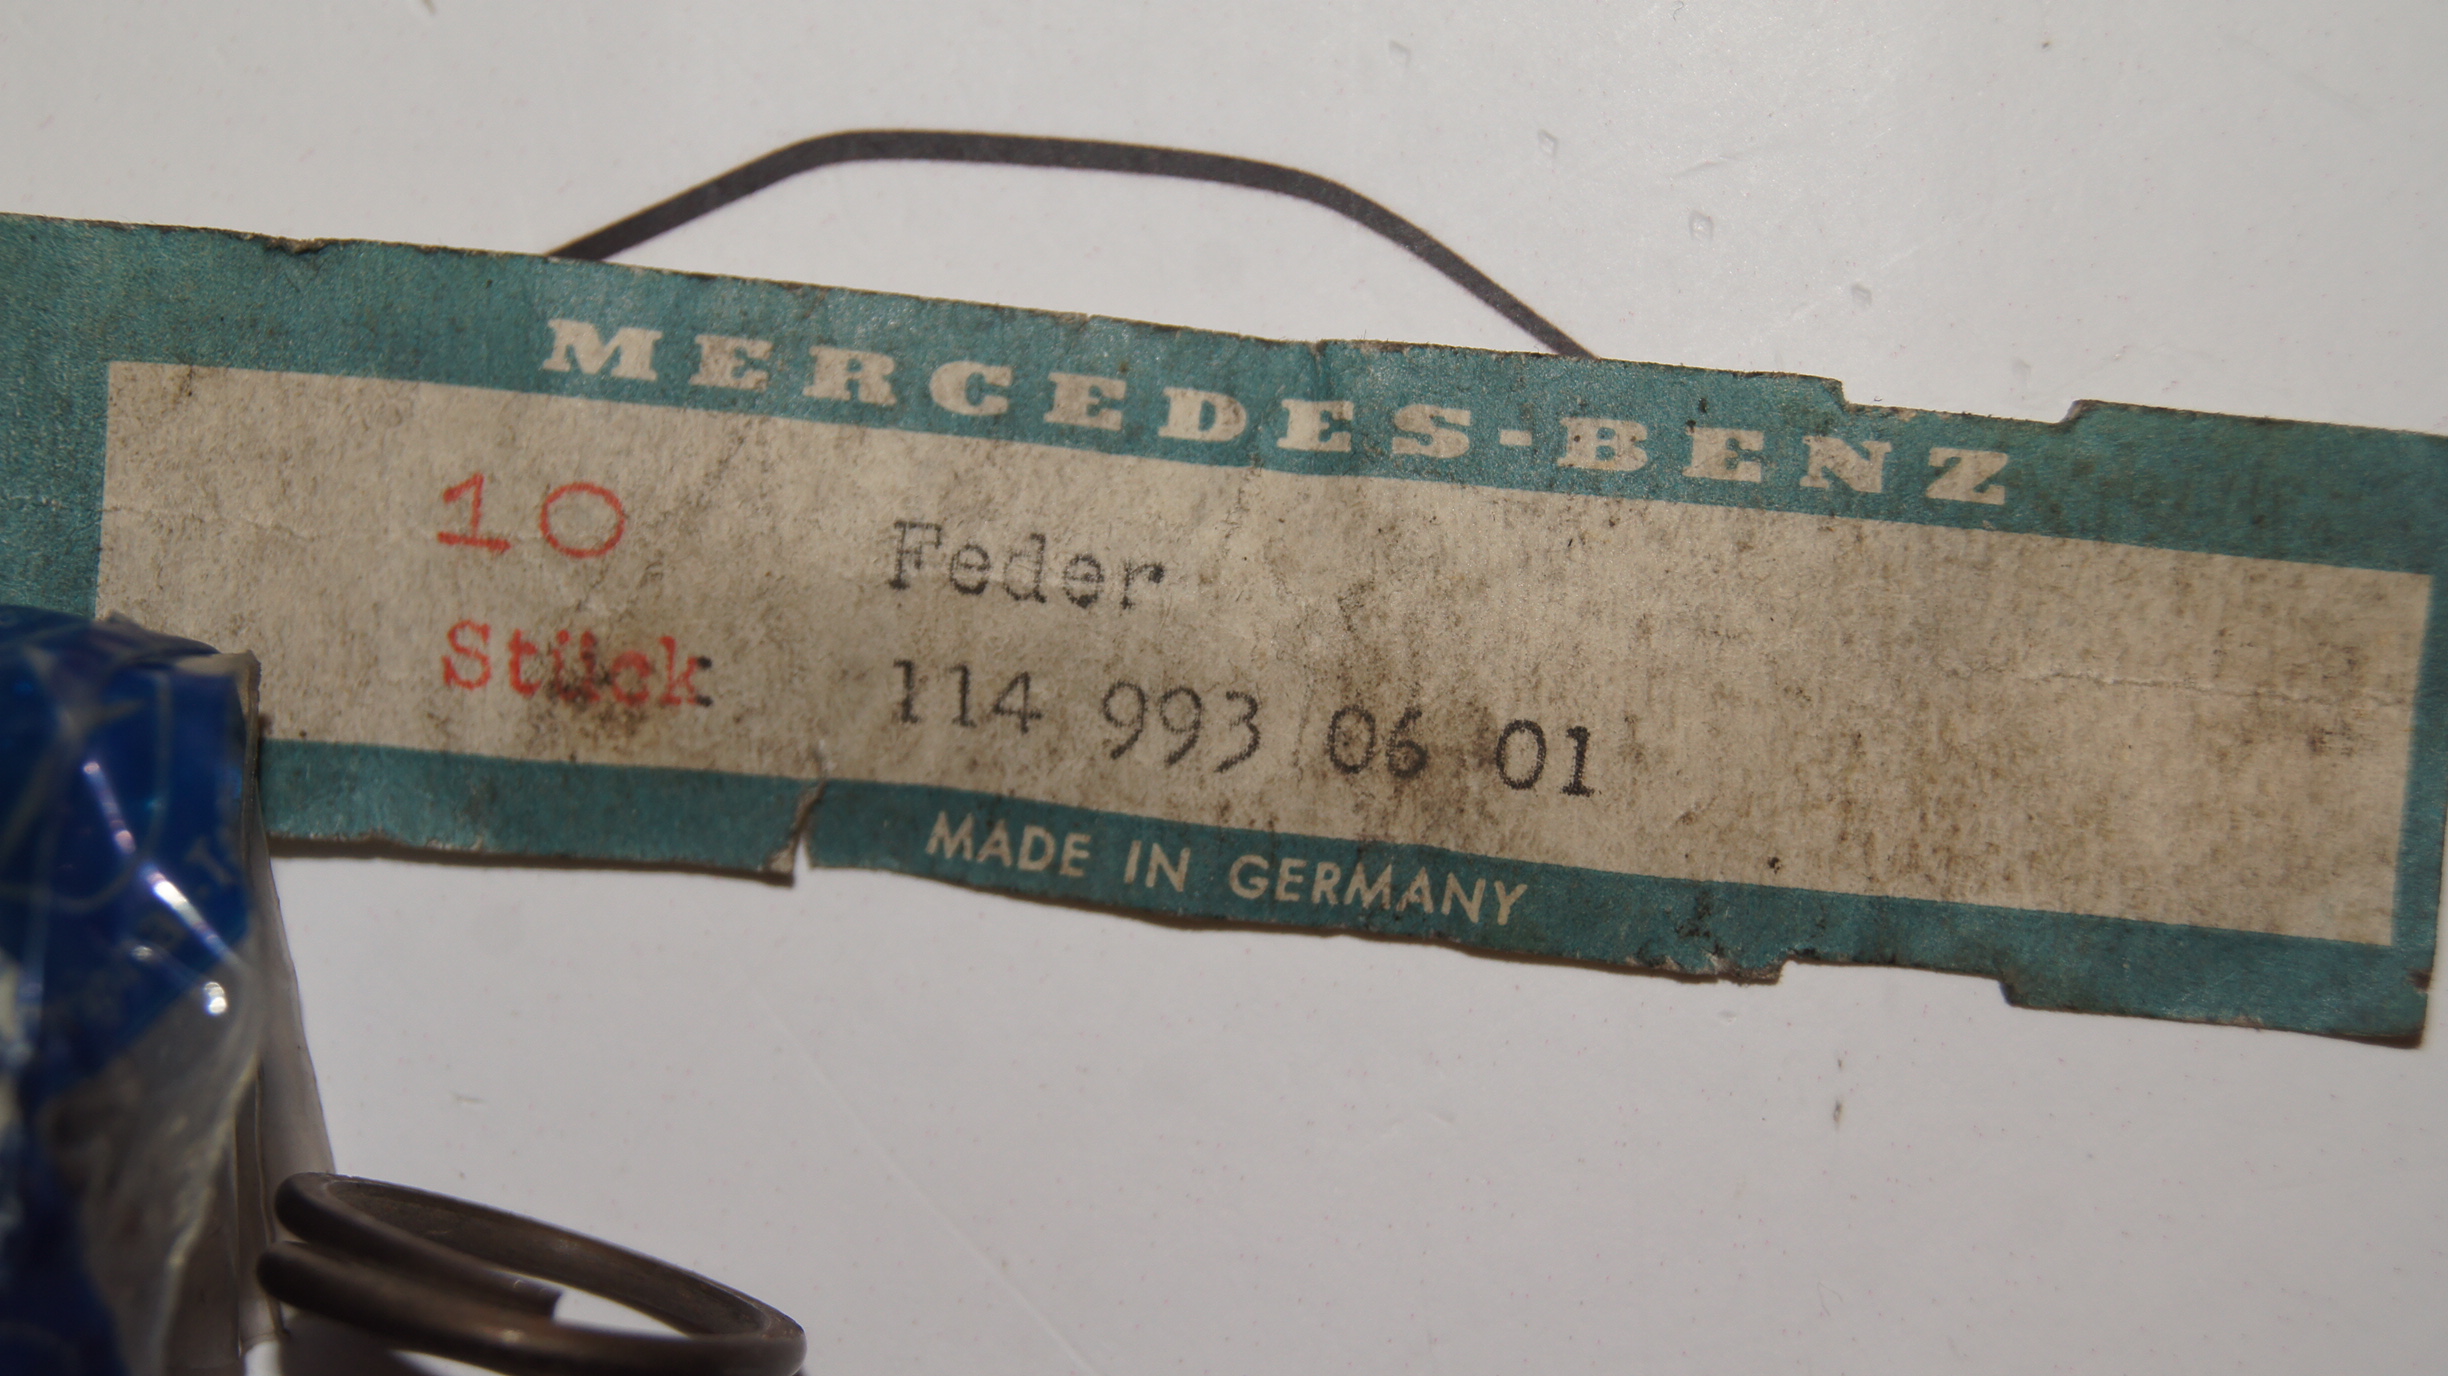 MERCEDES-BENZ
10 Feder
Stück 114 993 06 01
MADE IN GERMANY